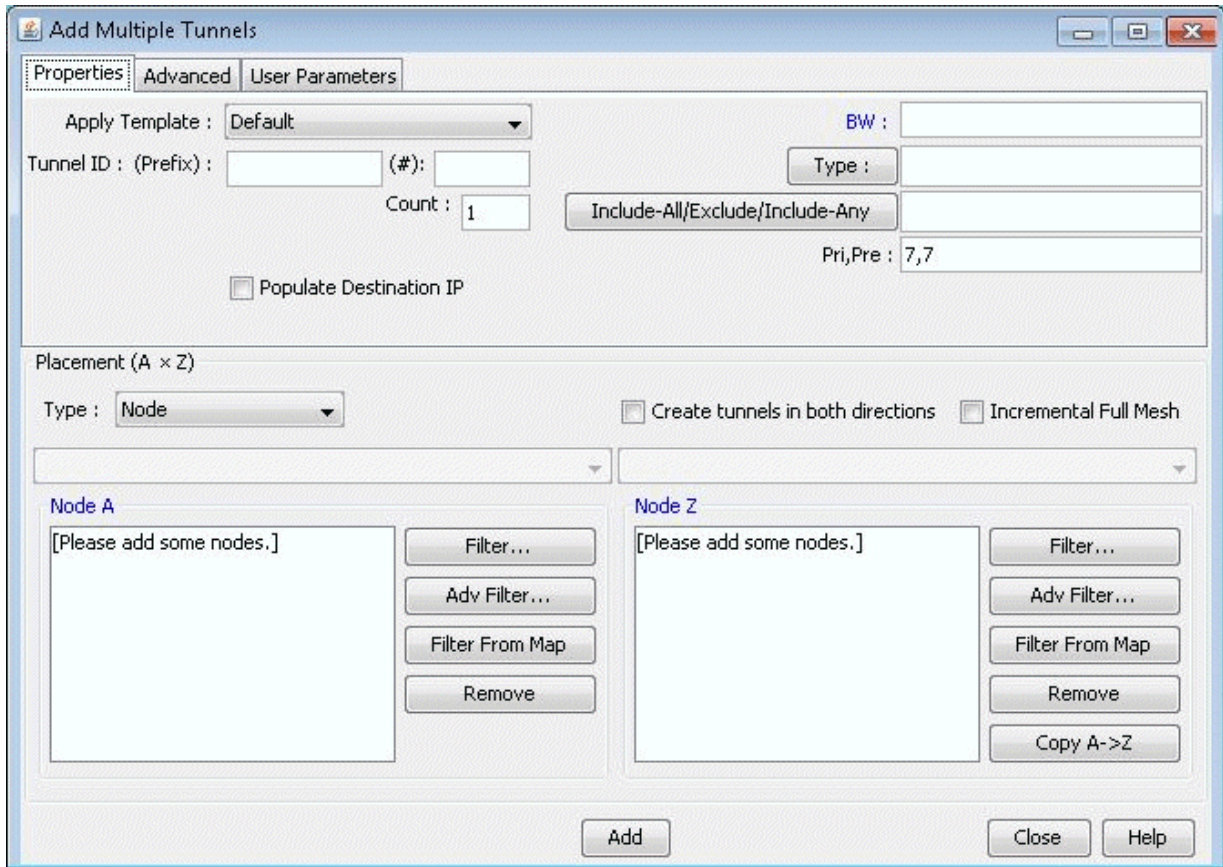 Add Multiple Tunnels
Properties Advanced User Parameters
Apply Template : Default BW :
Tunnel ID : (Prefix) : (#): Type :
Count : 1 Include-All/Exclude/Include-Any
Pri,Pre : 7,7
Populate Destination IP
Placement (A × Z)
Type : Node Create tunnels in both directions Incremental Full Mesh
Node A Node Z
[Please add some nodes.] Filter... [Please add some nodes.] Filter...
Adv Filter... Adv Filter...
Filter From Map Filter From Map
Remove Remove
Copy A->Z
Add Close Help